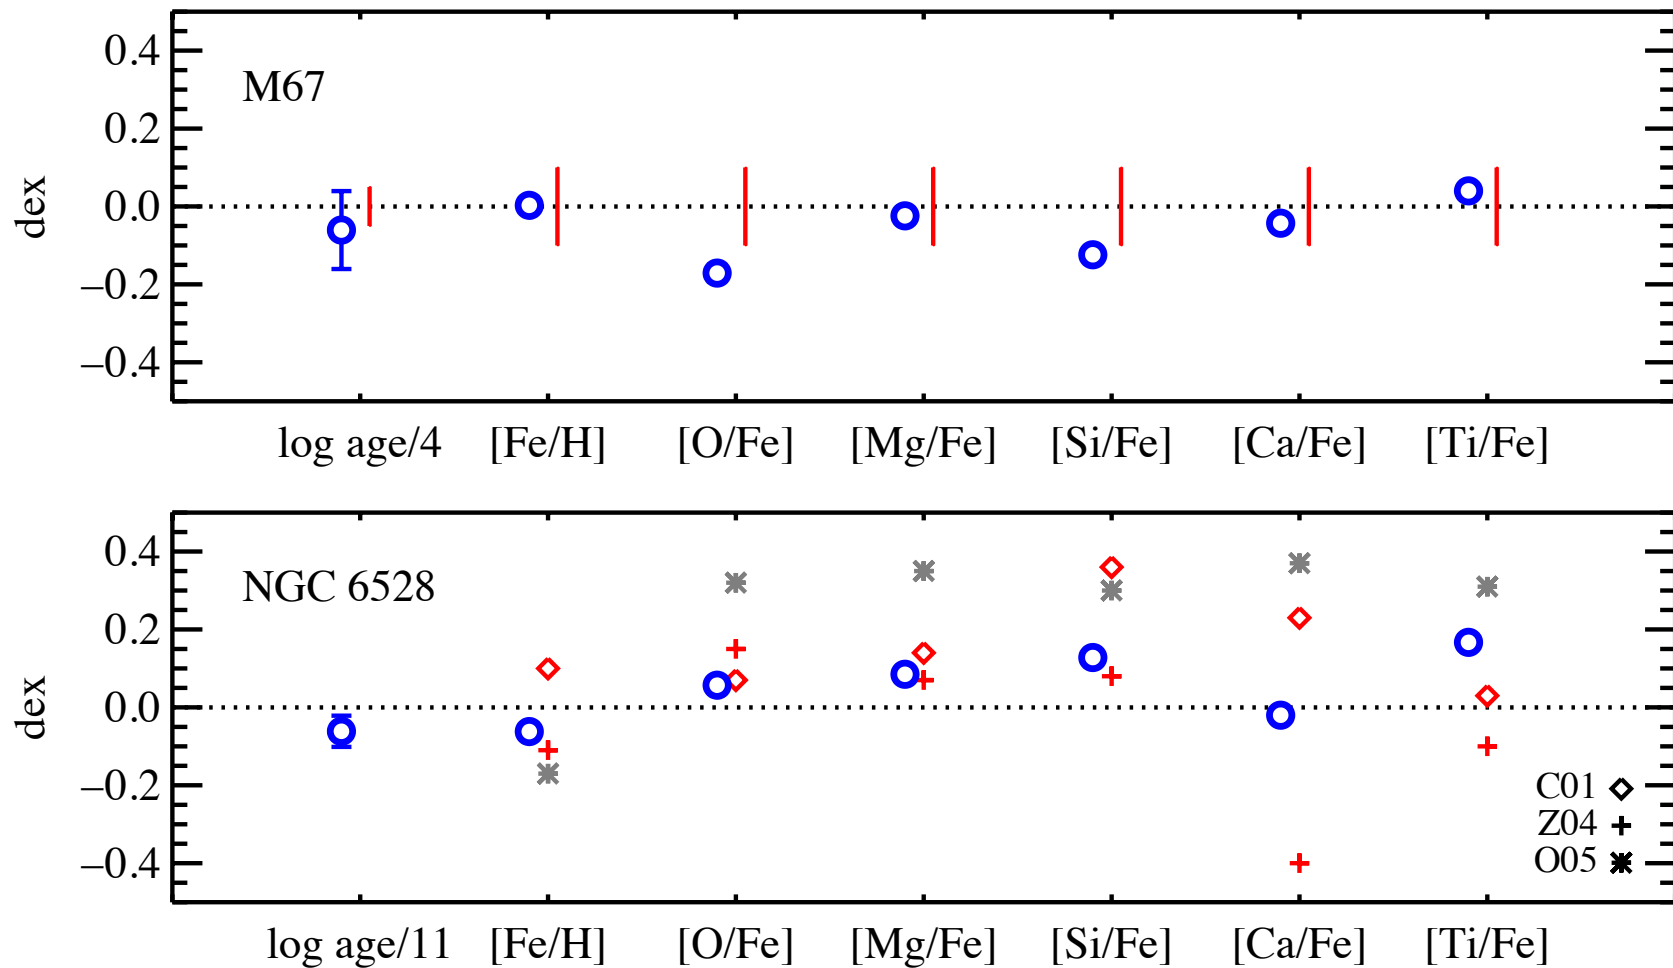 M67
dex
0.4
0.2
0.0
−0.2
−0.4
log age/4 [Fe/H] [O/Fe] [Mg/Fe] [Si/Fe] [Ca/Fe] [Ti/Fe]
NGC 6528
dex
0.4
0.2
0.0
−0.2
−0.4
C01
Z04
O05
log age/11 [Fe/H] [O/Fe] [Mg/Fe] [Si/Fe] [Ca/Fe] [Ti/Fe]